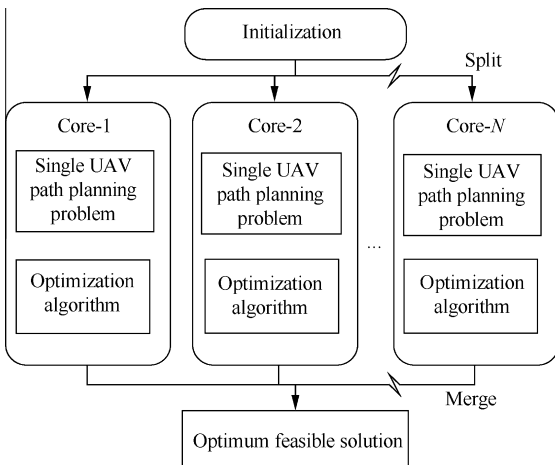 Initialization
Split
Core-1
Single UAV
path planning
problem
Optimization
algorithm
Core-2
Single UAV
path planning
problem
Optimization
algorithm
...
Core-N
Single UAV
path planning
problem
Optimization
algorithm
Merge
Optimum feasible solution